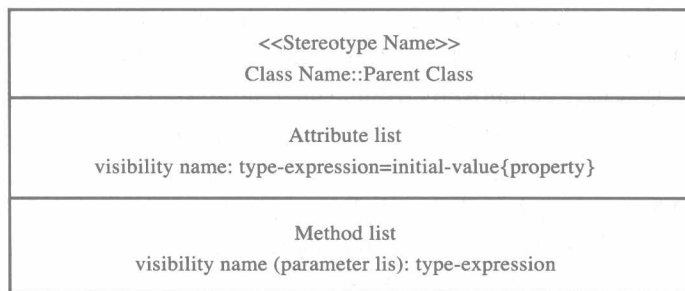 <<Stereotype Name>>
Class Name::Parent Class
Attribute list
visibility name: type-expression=initial-value{property}
Method list
visibility name (parameter lis): type-expression